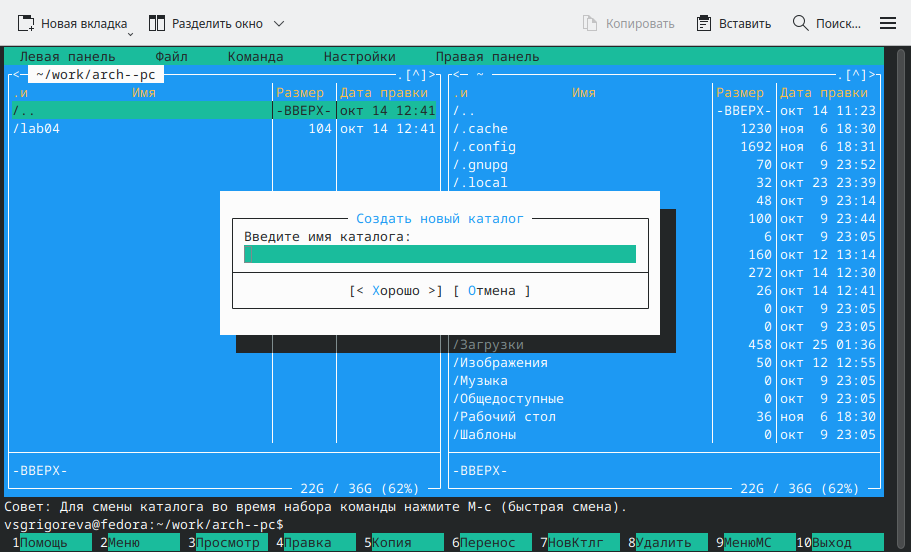 Новая вкладка Разделить окно Копировать Вставить Поиск...
Левая панель Файл Команда Настройки Правая панель
<- ~/work/arch--pc .[^]> <- ~ .[^]>
.и Имя Размер Дата правки .и Имя Размер Дата правки
/.. -ВВЕРХ- окт 14 12:41 /.. -ВВЕРХ- окт 14 11:23
/lab04 104 окт 14 12:41 /.cache 1230 ноя 6 18:30
/.config 1692 ноя 6 18:31
/.gnupg 70 окт 9 23:52
/.local 32 окт 23 23:39
48 окт 9 23:14
Создать новый каталог 100 окт 9 23:44
Введите имя каталога: 6 окт 9 23:05
160 окт 12 13:14
272 окт 14 12:30
[< Хорошо >] [ Отмена ] 26 окт 14 12:41
0 окт 9 23:05
0 окт 9 23:05
/Загрузки 458 окт 25 01:36
/Изображения 50 окт 12 12:55
/Музыка 0 окт 9 23:05
/Общедоступные 0 окт 9 23:05
/Рабочий стол 36 ноя 6 18:30
/Шаблоны 0 окт 9 23:05
-ВВЕРХ- -ВВЕРХ-
22G / 36G (62%) 22G / 36G (62%)
Совет: Для смены каталога во время набора команды нажмите M-c (быстрая смена).
vsgrigoreva@fedora:~/work/arch--pc$
1Помощь 2Меню 3Просмотр 4Правка 5Копия 6Перенос 7НовКтлг 8Удалить 9МенюМС 10Выход